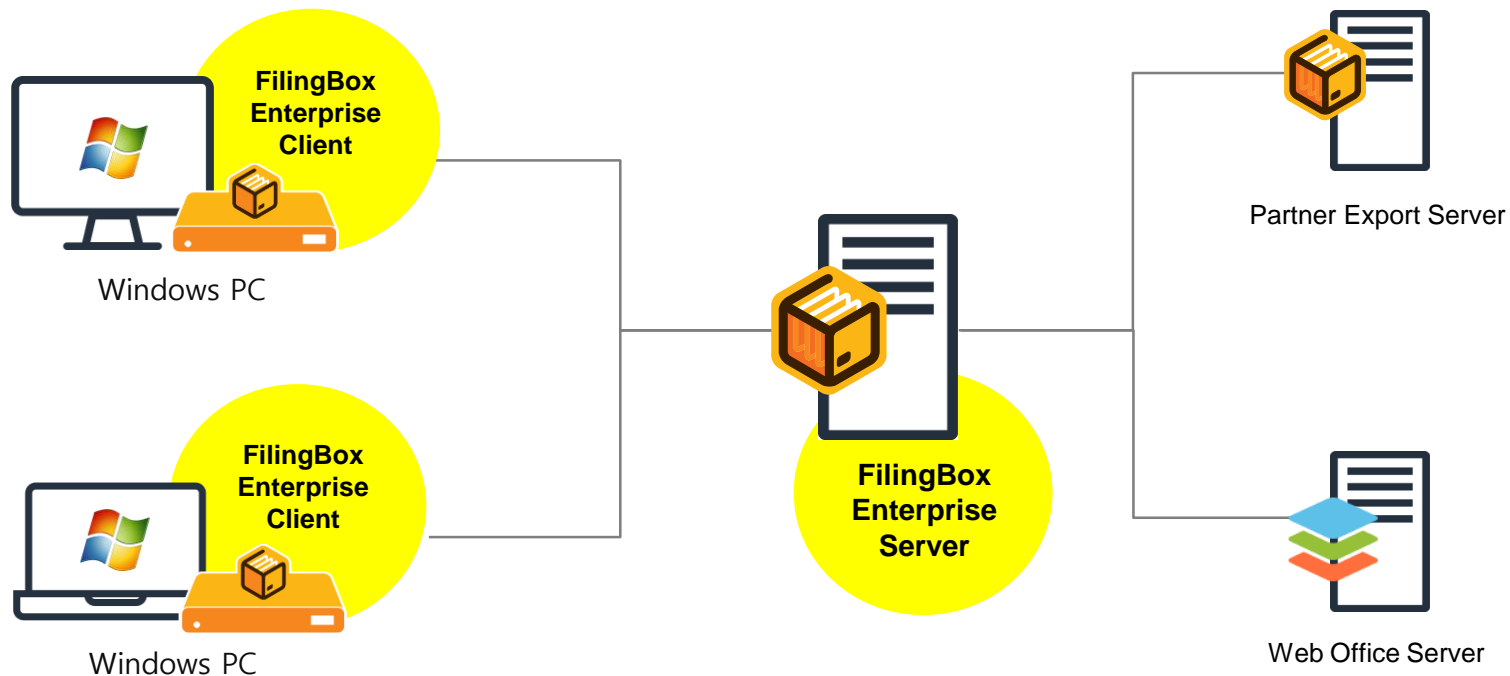 FilingBox
Enterprise
Client
Windows PC
FilingBox
Enterprise
Client
Windows PC
FilingBox
Enterprise
Server
Partner Export Server
Web Office Server